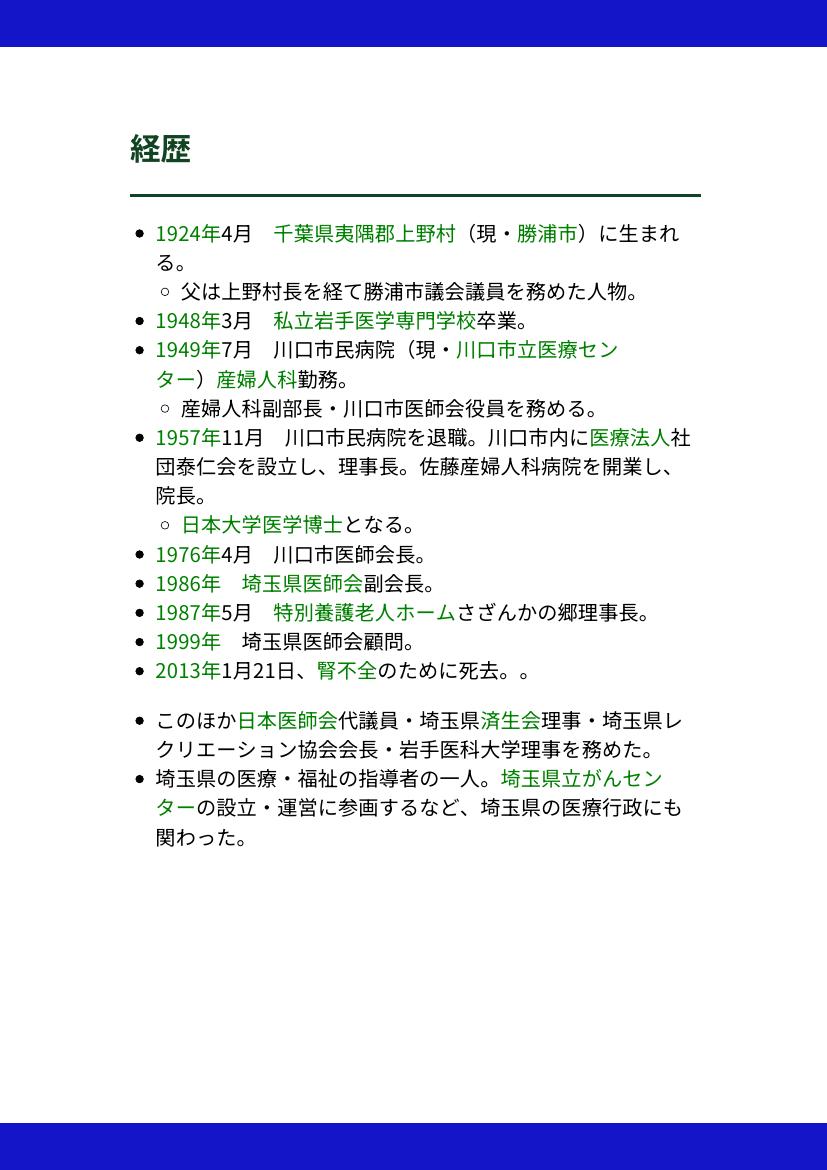 経歴
1924年4月　千葉県夷隅郡上野村（現・勝浦市）に生まれ
る。
父は上野村長を経て勝浦市議会議員を務めた人物。
1948年3月　私立岩手医学専門学校卒業。
1949年7月　川口市民病院（現・川口市立医療セン
ター）産婦人科勤務。
産婦人科副部長・川口市医師会役員を務める。
1957年11月　川口市民病院を退職。川口市内に医療法人社
団泰仁会を設立し、理事長。佐藤産婦人科病院を開業し、
院長。
日本大学医学博士となる。
1976年4月　川口市医師会長。
1986年　埼玉県医師会副会長。
1987年5月　特別養護老人ホームさざんかの郷理事長。
1999年　埼玉県医師会顧問。
2013年1月21日、腎不全のために死去。。
このほか日本医師会代議員・埼玉県済生会理事・埼玉県レ
クリエーション協会会長・岩手医科大学理事を務めた。
埼玉県の医療・福祉の指導者の一人。埼玉県立がんセン
ターの設立・運営に参画するなど、埼玉県の医療行政にも
関わった。